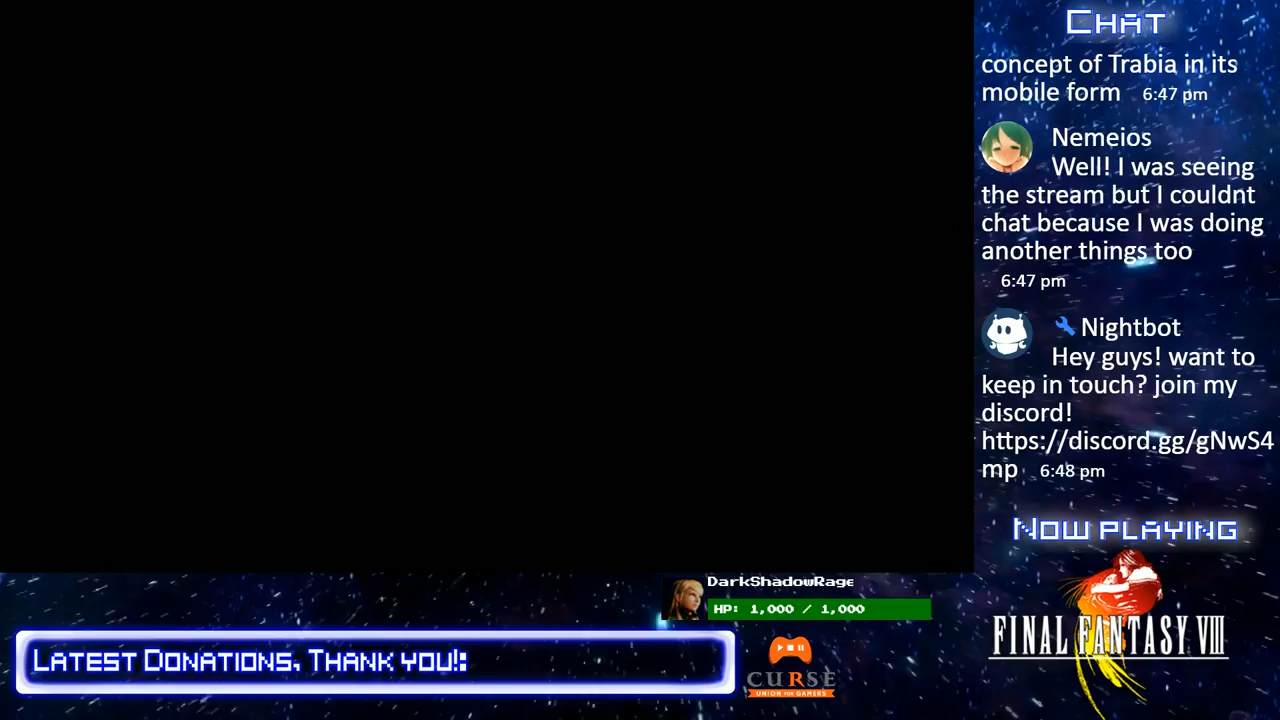 CHAT
concept of Trabia in its
mobile form 6:47 pm
Nemeios
Well! I was seeing
the stream but I couldnt
chat because I was doing
another things too
6:47 pm
Nightbot
Hey guys! want to
keep in touch? join my
discord!
https://discord.gg/gNwS4
mp 6:48 pm
NOW PLAYING
FINAL FANTASY VIII
DarkShadowRage
HP: 1,000 / 1,000
LATEST DONATIONS, THANK YOU!:
CURSE
UNION FOR GAMERS